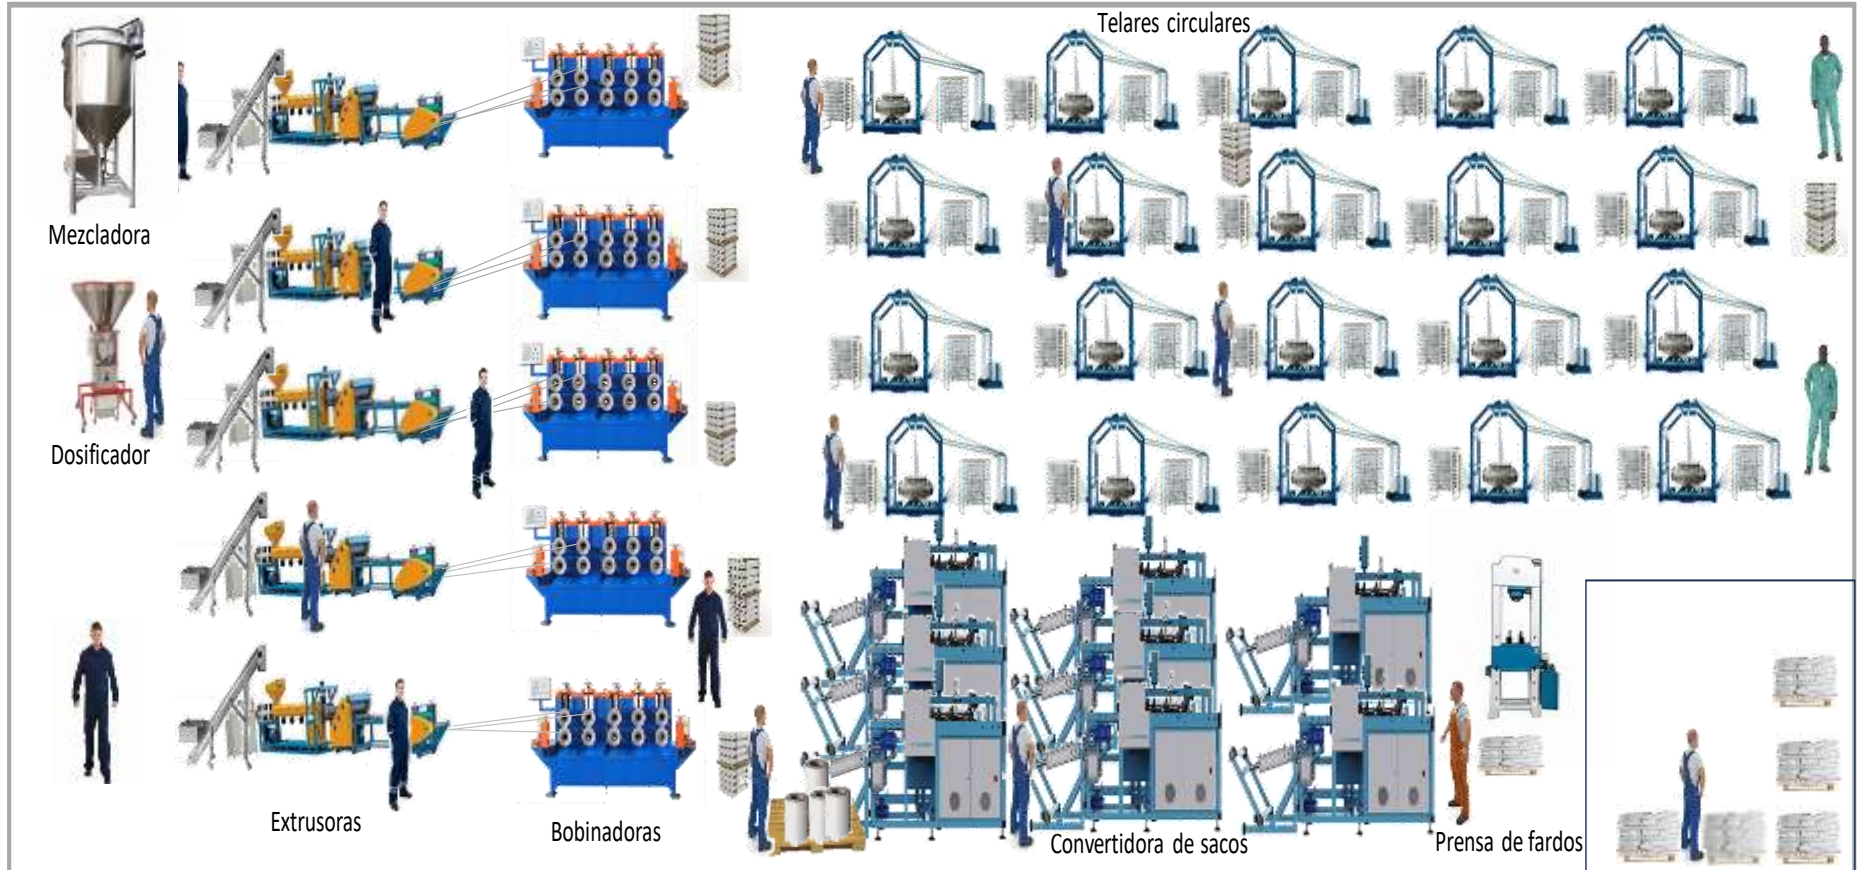 Telares circulares
Mezcladora
Dosificador
Extrusoras
Bobinadoras
Convertidora de sacos
Prensa de fardos